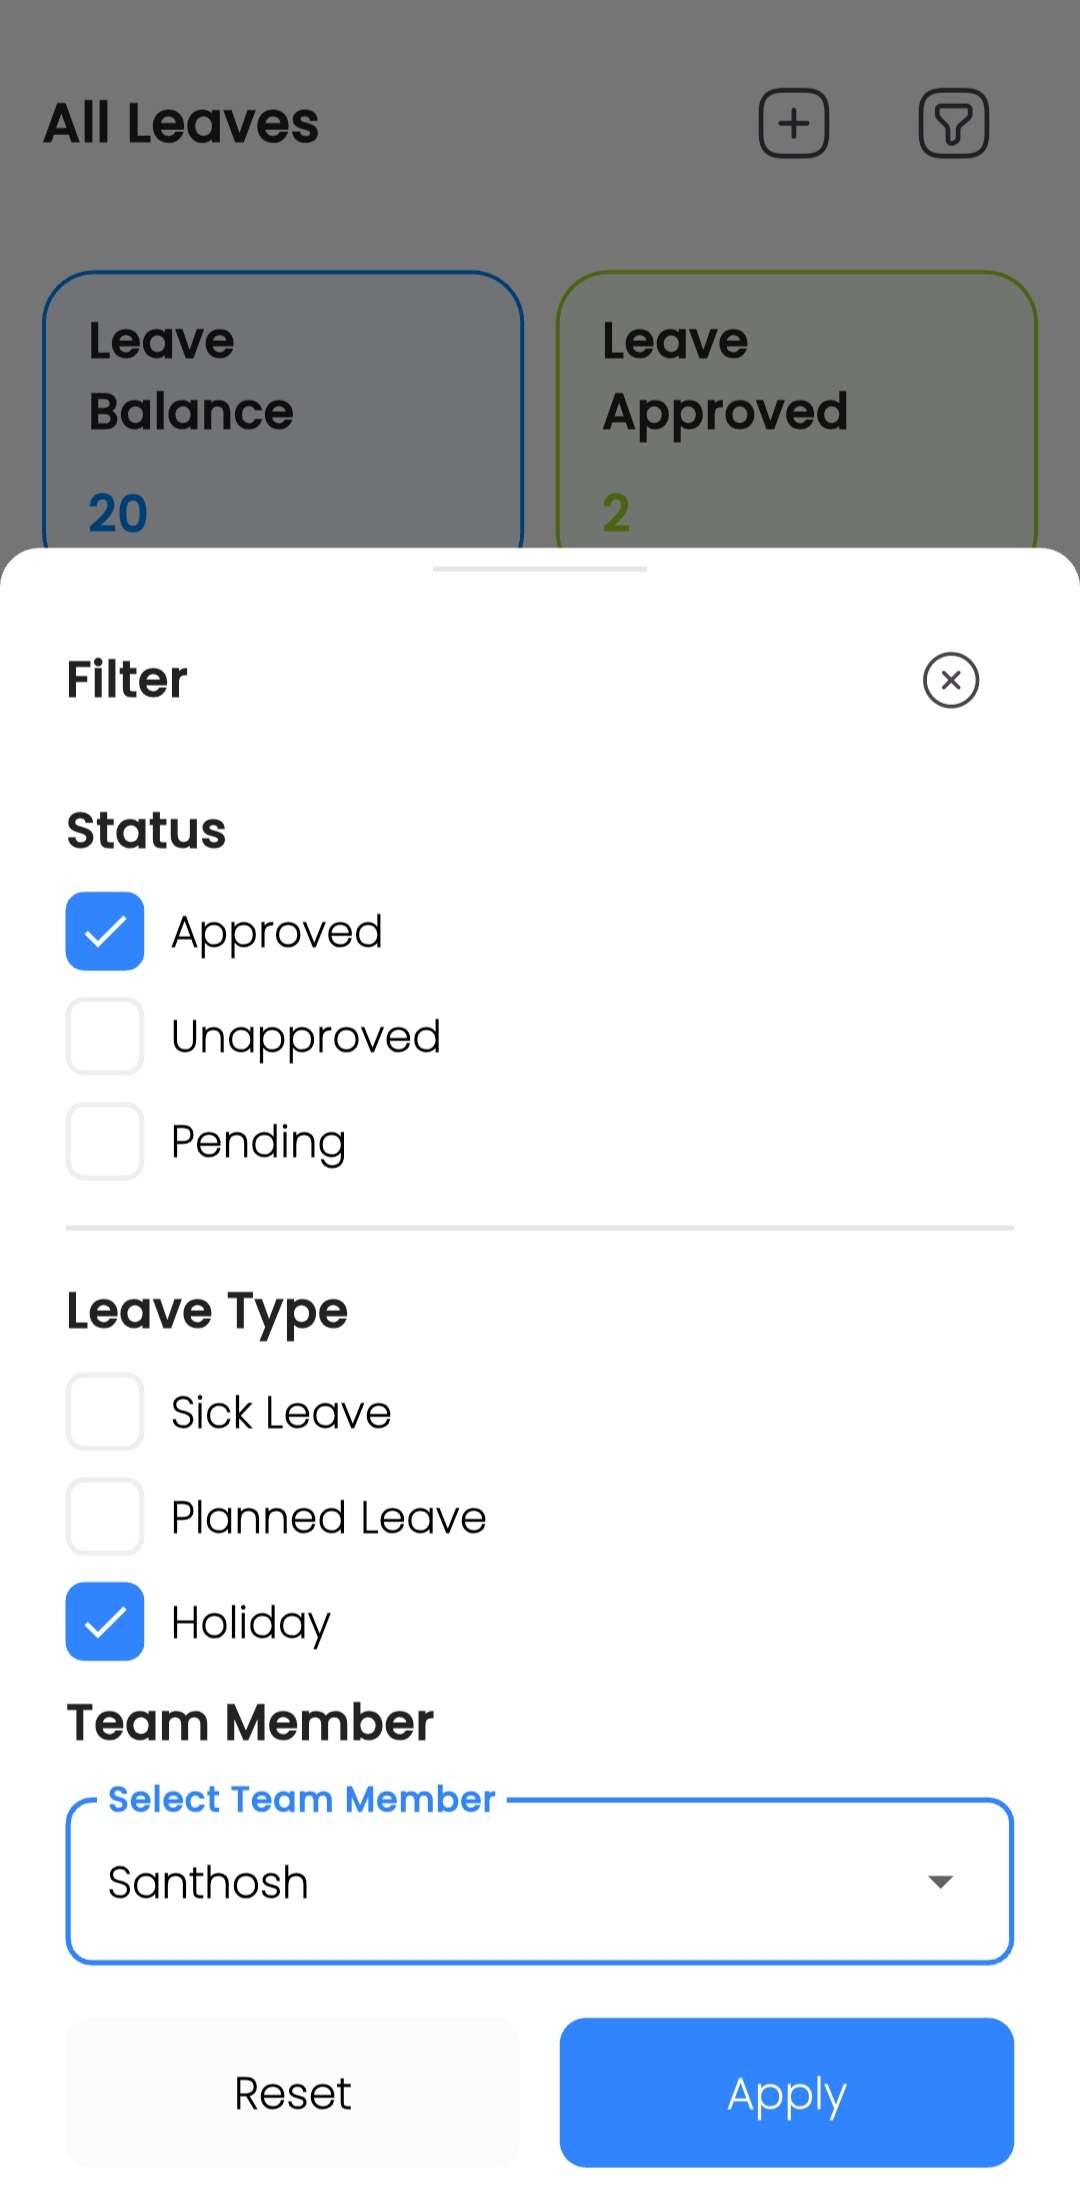 All Leaves
Leave
Balance
20
Leave
Approved
2
Filter
Status
Approved
Unapproved
Pending
Leave Type
Sick Leave
Planned Leave
Holiday
Team Member
Select Team Member
Santhosh
Reset
Apply